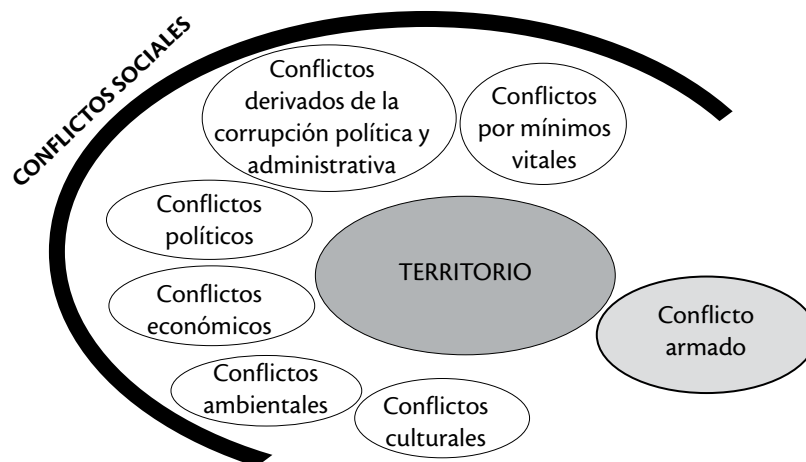 CONFLICTOS SOCIALES
Conflictos
derivados de la
corrupción política y
administrativa
Conflictos
por mínimos
vitales
Conflictos
políticos
TERRITORIO
Conflictos
económicos
Conflicto
armado
Conflictos
ambientales
Conflictos
culturales